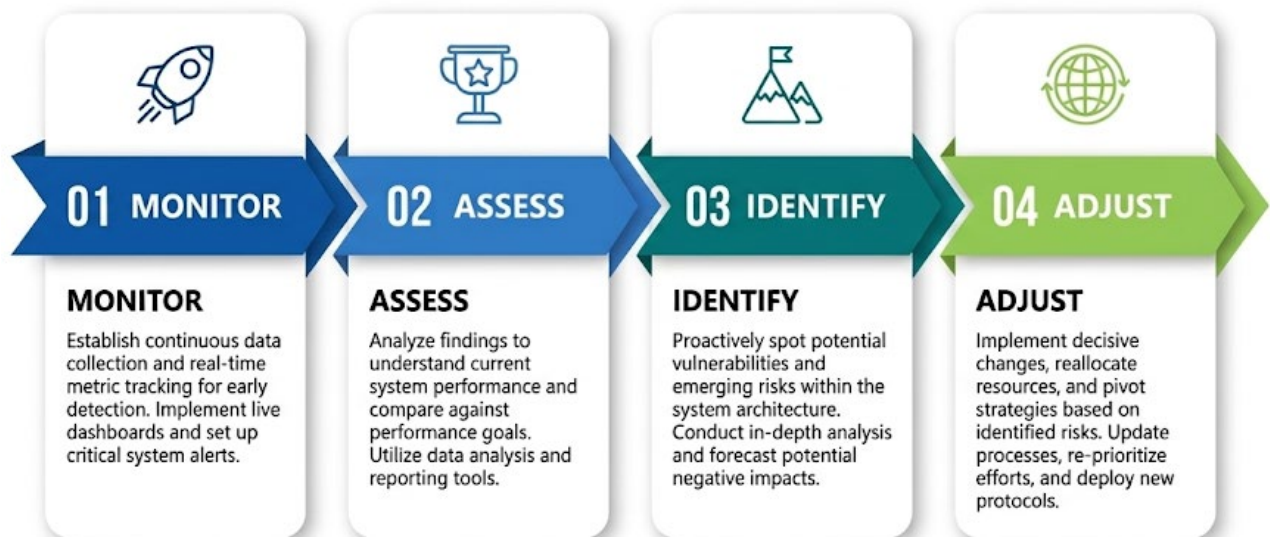 01 MONITOR
02 ASSESS
03 IDENTIFY
04 ADJUST
MONITOR
Establish continuous data
collection and real-time
metric tracking for early
detection. Implement live
dashboards and set up
critical system alerts.
ASSESS
Analyze findings to
understand current
system performance and
compare against
performance goals.
Utilize data analysis and
reporting tools.
IDENTIFY
Proactively spot potential
vulnerabilities and
emerging risks within the
system architecture.
Conduct in-depth analysis
and forecast potential
negative impacts.
ADJUST
Implement decisive
changes, reallocate
resources, and pivot
strategies based on
identified risks. Update
processes, re-prioritize
efforts, and deploy new
protocols.